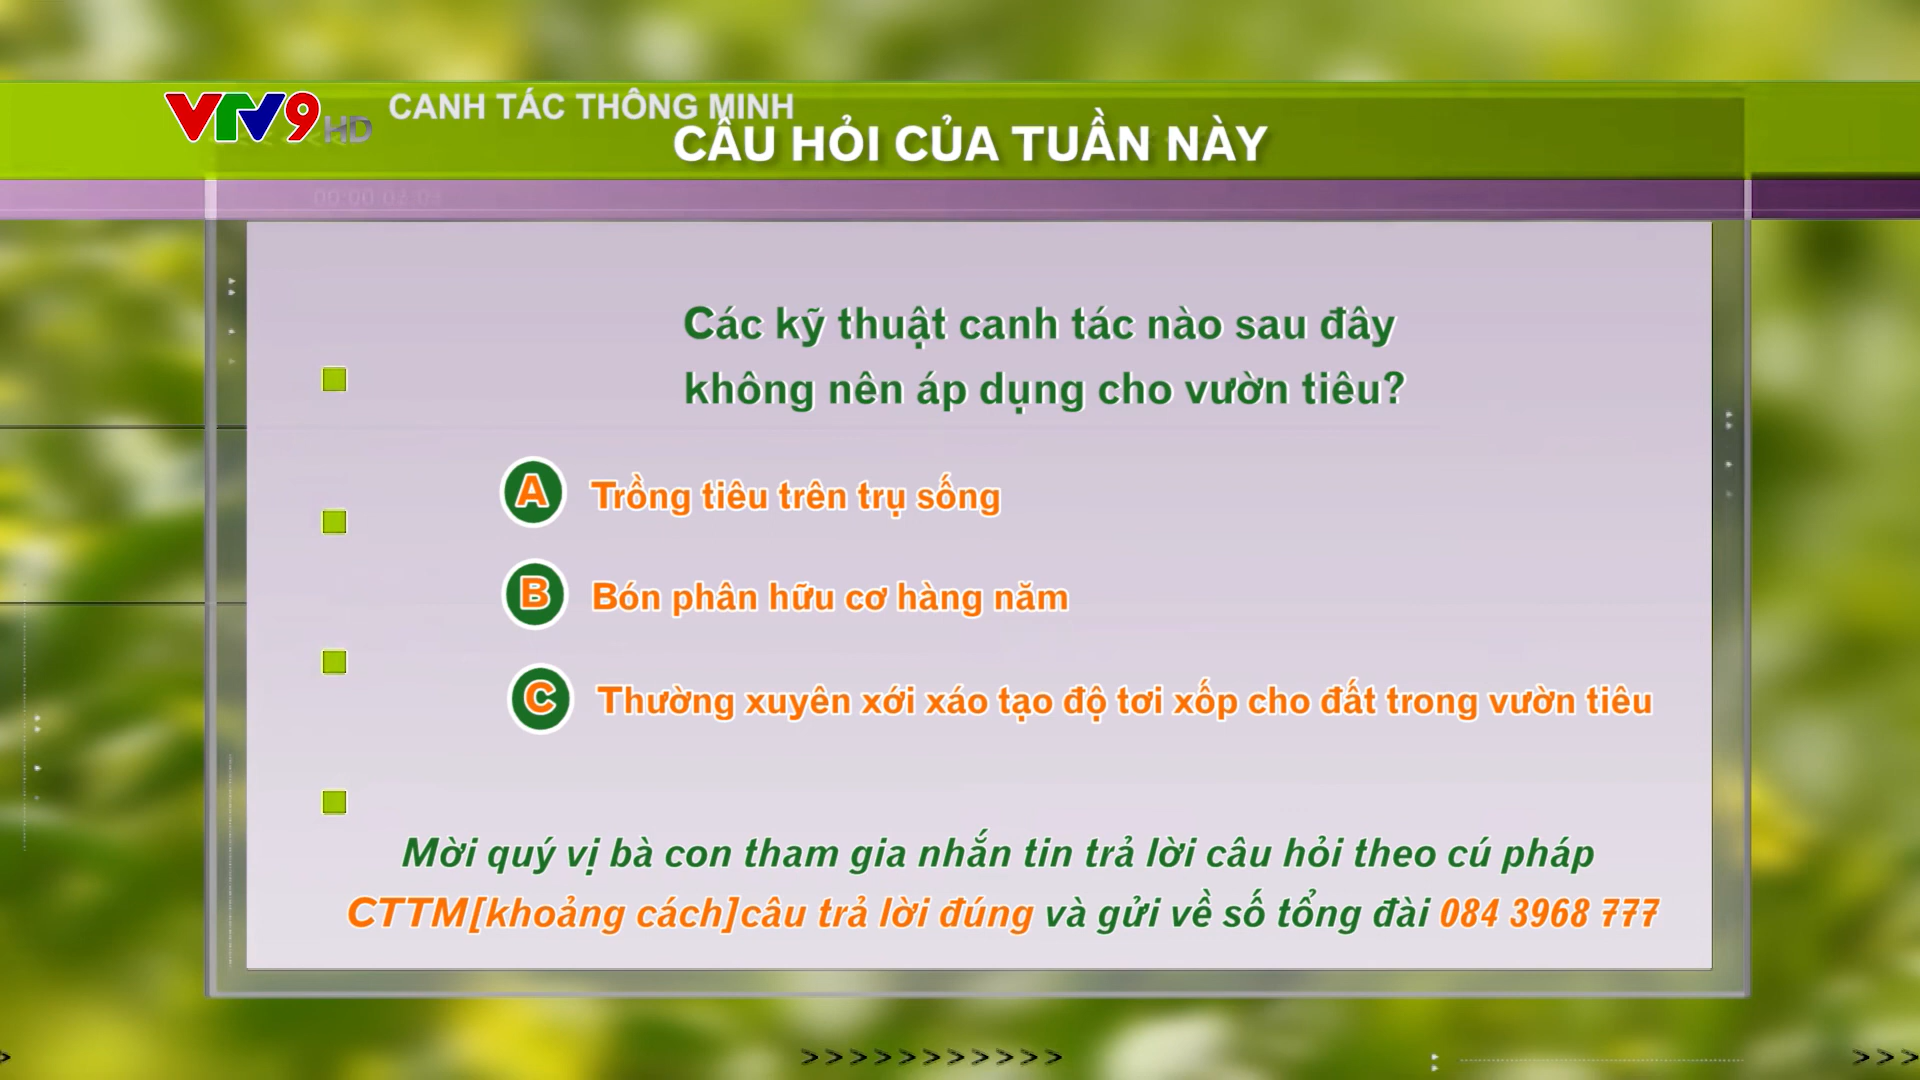 VTV9 HD
CANH TÁC THÔNG MINH
CÂU HỎI CỦA TUẦN NÀY
Các kỹ thuật canh tác nào sau đây
không nên áp dụng cho vườn tiêu?
A Trồng tiêu trên trụ sống
B Bón phân hữu cơ hàng năm
C Thường xuyên xới xáo tạo độ tơi xốp cho đất trong vườn tiêu
Mời quý vị bà con tham gia nhắn tin trả lời câu hỏi theo cú pháp
CTTM[khoảng cách]câu trả lời đúng và gửi về số tổng đài 084 3968 777